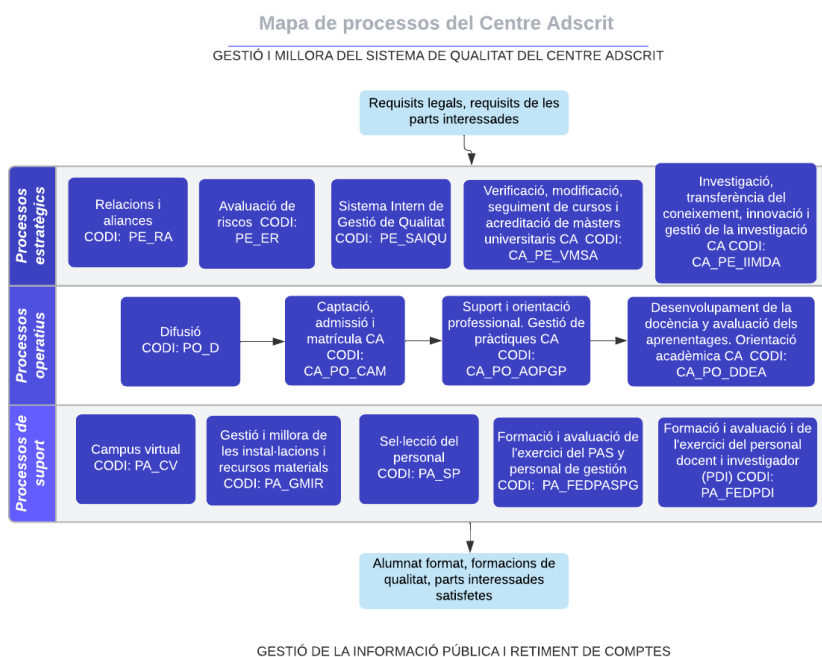 Mapa de processos del Centre Adscrit
GESTIÓ I MILLORA DEL SISTEMA DE QUALITAT DEL CENTRE ADSCRIT
Requisits legals, requisits de les
parts interessades
Processos
estratègics
Relacions i
aliances
CODI: PE_RA
Avaluació de
riscos CODI:
PE_ER
Sistema Intern de
Gestió de Qualitat
CODI: PE_SAIQU
Verificació, modificació,
seguiment de cursos i
acreditació de màsters
universitaris CA CODI:
CA_PE_VMSA
Investigació,
transferència del
coneixement, innovació i
gestió de la investigació
CA CODI:
CA_PE_IIMDA
Processos
operatius
Difusió
CODI: PO_D
Captació,
admissió i
matrícula CA
CODI:
CA_PO_CAM
Suport i orientació
professional. Gestió de
pràctiques CA
CODI:
CA_PO_AOPGP
Desenvolupament de la
docència y avaluació dels
aprenentages. Orientació
acadèmica CA CODI:
CA_PO_DDEA
Processos de
suport
Campus virtual
CODI: PA_CV
Gestió i millora de
les instal·lacions i
recursos materials
CODI: PA_GMIR
Sel·lecció del
personal
CODI: PA_SP
Formació i avaluació de
l'exercici del PAS y
personal de gestión
CODI: PA_FEDPASPG
Formació i avaluació i de
l'exercici del personal
docent i investigador
(PDI) CODI:
PA_FEDPDI
Alumnat format, formacions de
qualitat, parts interessades
satisfetes
GESTIÓ DE LA INFORMACIÓ PÚBLICA I RETIMENT DE COMPTES